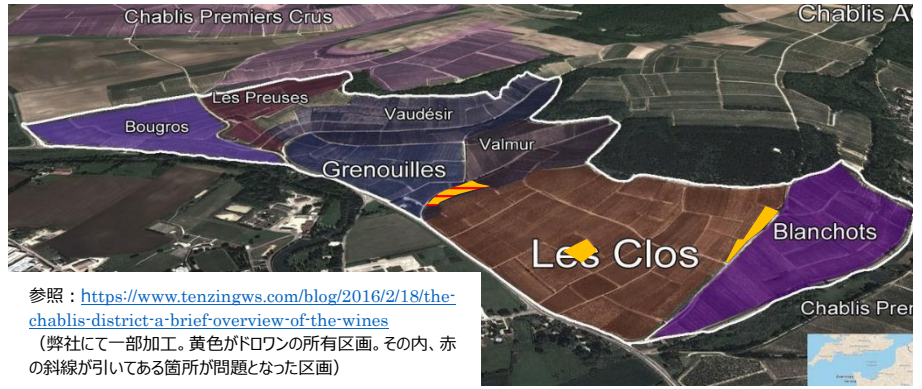 Chablis Premiers Crus
Chablis A
Les Preuses
Vaudésir
Bougros
Valmur
Grenouilles
Les Clos
Blanchots
Chablis Pre
参照：https://www.tenzingws.com/blog/2016/2/18/the-
chablis-district-a-brief-overview-of-the-wines
（弊社にて一部加工。黄色がドロワンの所有区画。その内、赤
の斜線が引いてある箇所が問題となった区画）